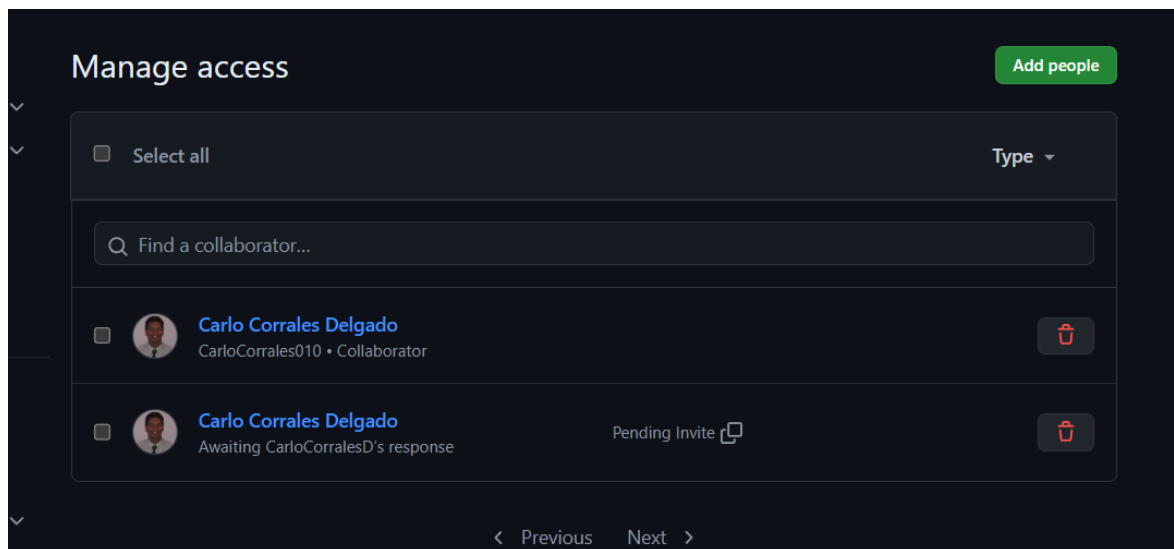 Manage access
Add people
Select all
Type
Find a collaborator...
Carlo Corrales Delgado
CarloCorrales010 • Collaborator
Carlo Corrales Delgado
Awaiting CarloCorralesD's response
Pending Invite
Previous Next